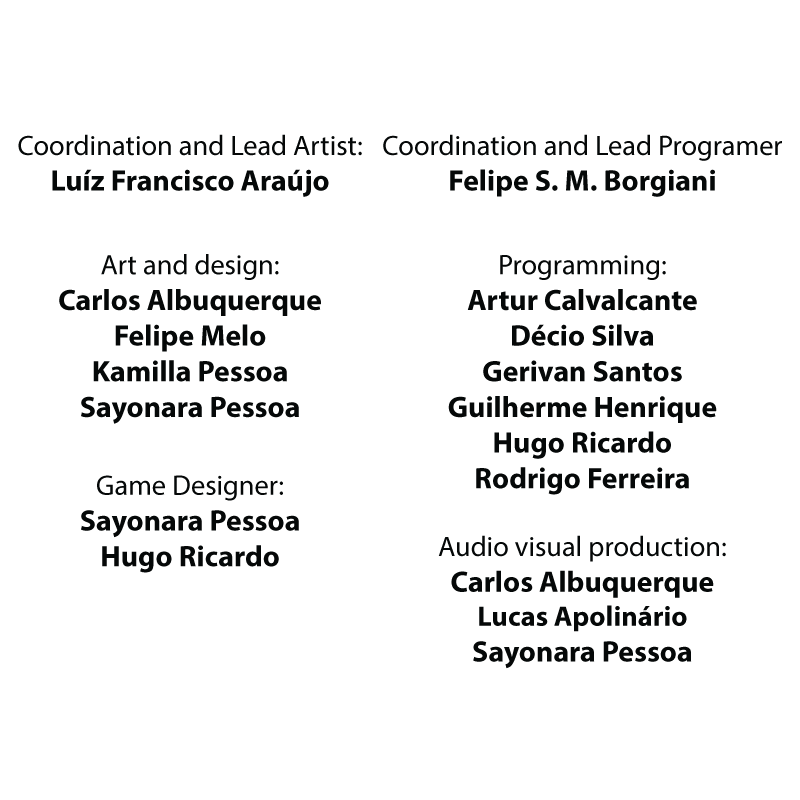 Coordination and Lead Artist:
Luíz Francisco Araújo
Art and design:
Carlos Albuquerque
Felipe Melo
Kamilla Pessoa
Sayonara Pessoa
Game Designer:
Sayonara Pessoa
Hugo Ricardo
Coordination and Lead Programer
Felipe S. M. Borgiani
Programming:
Artur Calvalcante
Décio Silva
Gerivan Santos
Guilherme Henrique
Hugo Ricardo
Rodrigo Ferreira
Audio visual production:
Carlos Albuquerque
Lucas Apolinário
Sayonara Pessoa